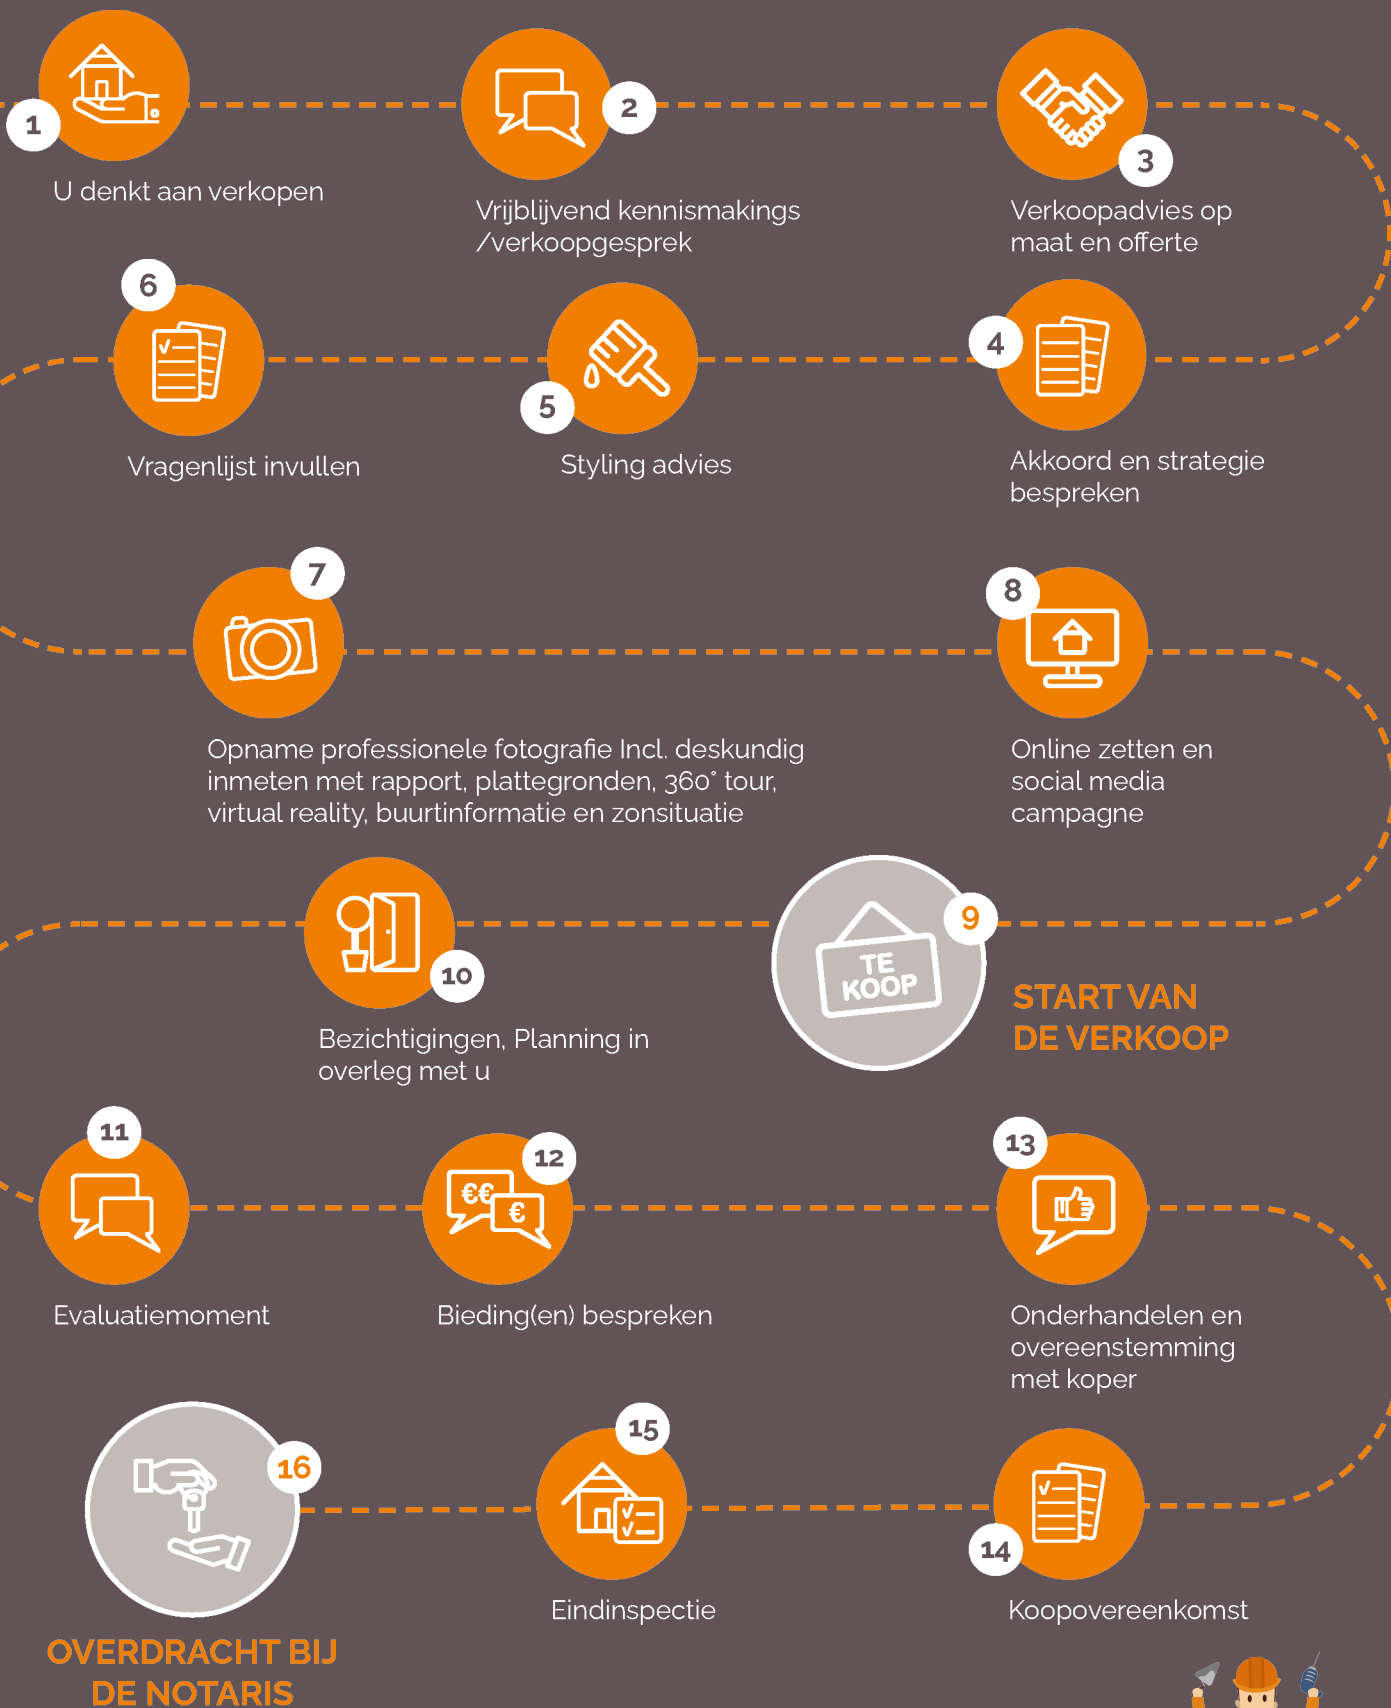 1
U denkt aan verkopen
2
Vrijblijvend kennismakings
/verkoopgesprek
3
Verkoopadvies op
maat en offerte
4
Akkoord en strategie
bespreken
5
Styling advies
6
Vragenlijst invullen
7
Opname professionele fotografie Incl. deskundig
inmeten met rapport, plattegronden, 360° tour,
virtual reality, buurtinformatie en zonsituatie
8
Online zetten en
social media
campagne
9
TE
KOOP
START VAN
DE VERKOOP
10
Bezichtigingen, Planning in
overleg met u
11
Evaluatiemoment
12
€€
€
Bieding(en) bespreken
13
Onderhandelen en
overeenstemming
met koper
14
Koopovereenkomst
15
Eindinspectie
16
OVERDRACHT BIJ
DE NOTARIS